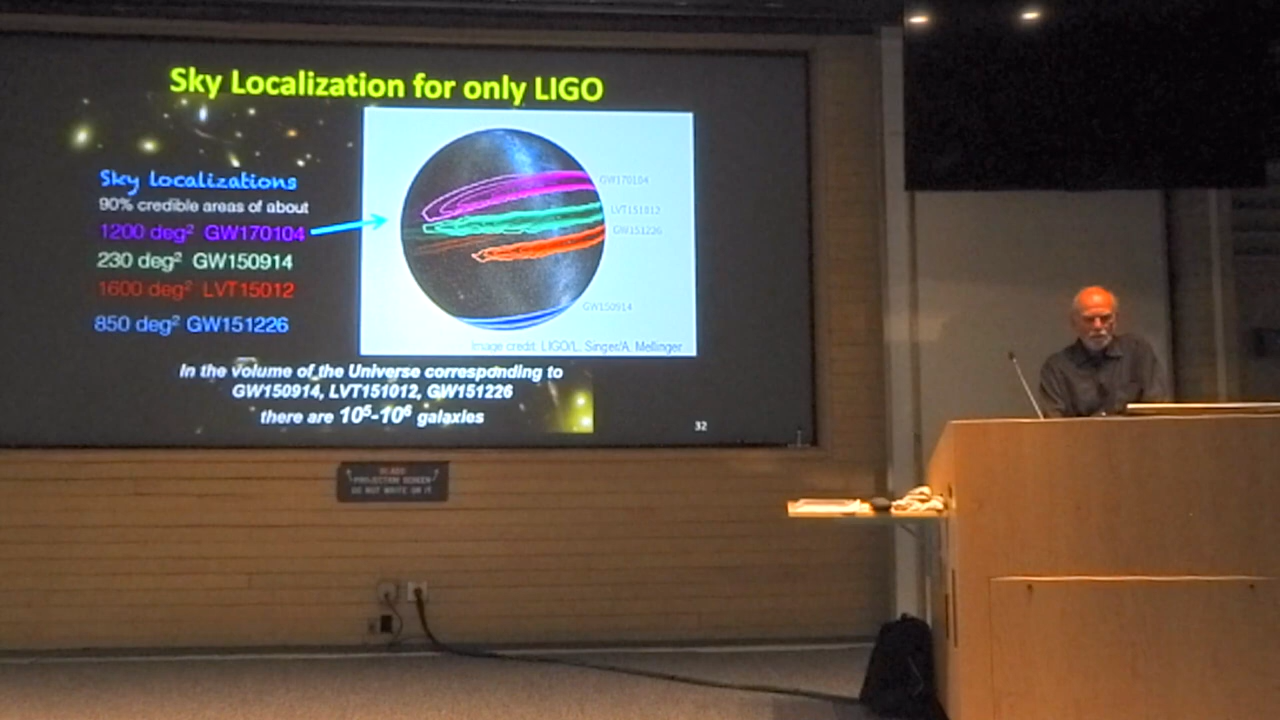 Sky Localization for only LIGO
Sky localizations
90% credible areas of about
1200 deg² GW170104
230 deg² GW150914
1600 deg² LVT15012
850 deg² GW151226
GW170104
LVT151012
GW151226
GW150914
Image credit: LIGO/L. Singer/A. Mellinger
In the volume of the Universe corresponding to
GW150914, LVT151012, GW151226
there are 10⁵-10⁶ galaxies
32
PROJECTION SCREEN
DO NOT WRITE ON IT